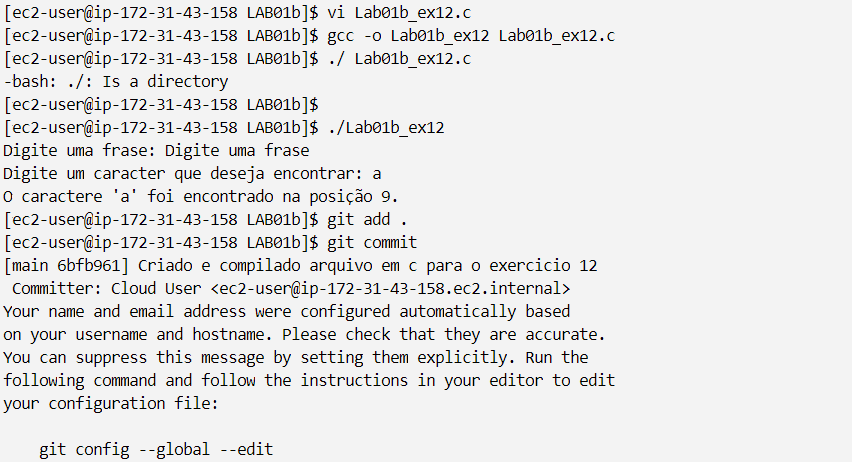 [ec2-user@ip-172-31-43-158 LAB01b]$ vi Lab01b_ex12.c
[ec2-user@ip-172-31-43-158 LAB01b]$ gcc -o Lab01b_ex12 Lab01b_ex12.c
[ec2-user@ip-172-31-43-158 LAB01b]$ ./ Lab01b_ex12.c
-bash: ./: Is a directory
[ec2-user@ip-172-31-43-158 LAB01b]$
[ec2-user@ip-172-31-43-158 LAB01b]$ ./Lab01b_ex12
Digite uma frase: Digite uma frase
Digite um caracter que deseja encontrar: a
O caractere 'a' foi encontrado na posição 9.
[ec2-user@ip-172-31-43-158 LAB01b]$ git add .
[ec2-user@ip-172-31-43-158 LAB01b]$ git commit
[main 6bfb961] Criado e compilado arquivo em c para o exercicio 12
 Committer: Cloud User <ec2-user@ip-172-31-43-158.ec2.internal>
Your name and email address were configured automatically based
on your username and hostname. Please check that they are accurate.
You can suppress this message by setting them explicitly. Run the
following command and follow the instructions in your editor to edit
your configuration file:
    git config --global --edit